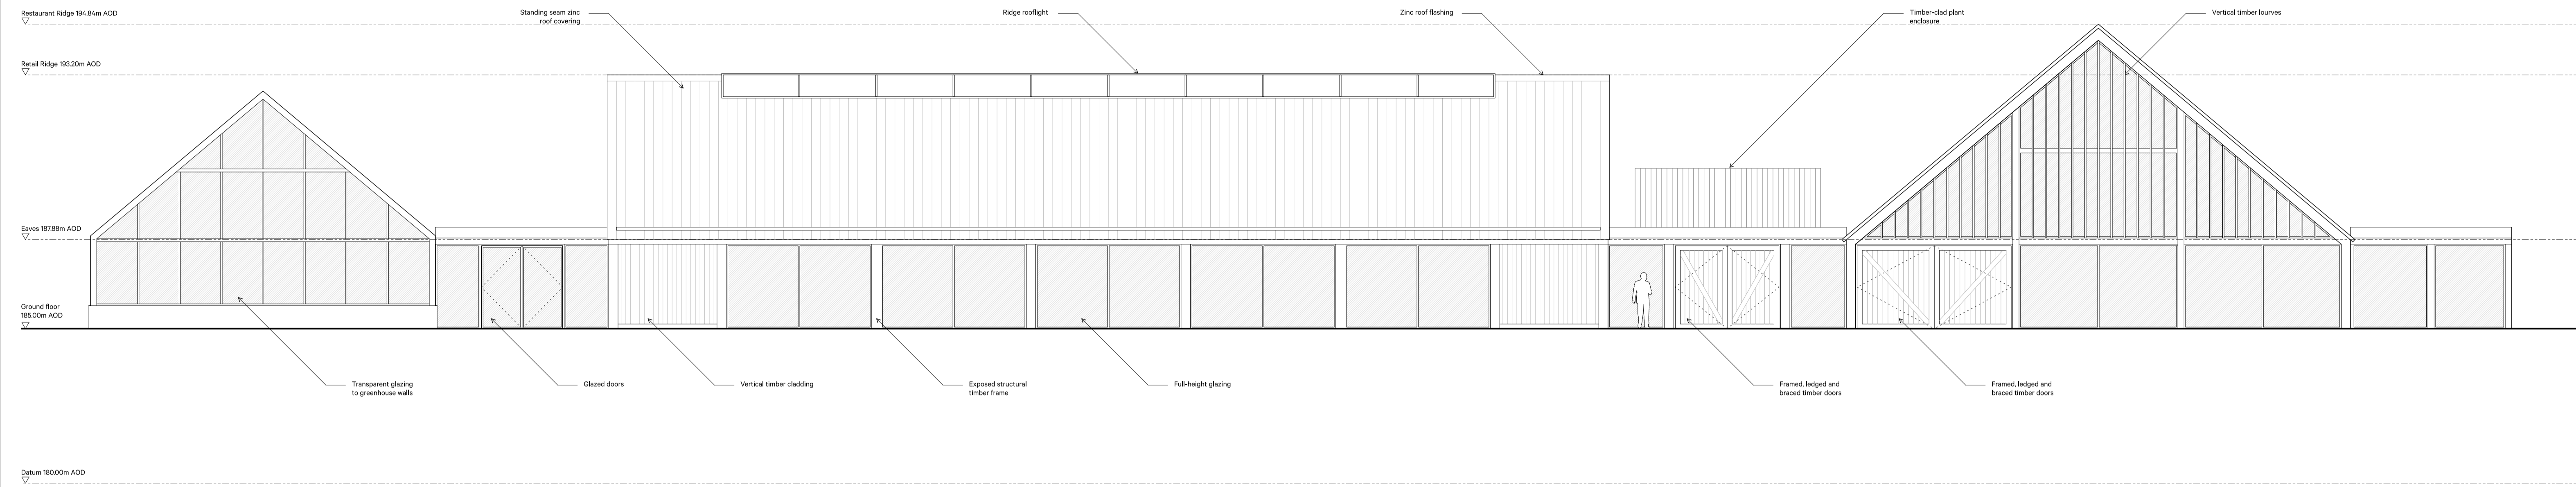 Restaurant Ridge 194.84m AOD
Standing seam zinc
roof covering
Ridge rooflight
Zinc roof flashing
Timber-clad plant
enclosure
Vertical timber lourves
Retail Ridge 193.20m AOD
Eaves 187.88m AOD
Ground floor
185.00m AOD
Transparent glazing
to greenhouse walls
Glazed doors
Vertical timber cladding
Exposed structural
timber frame
Full-height glazing
Framed, ledged and
braced timber doors
Framed, ledged and
braced timber doors
Datum 180.00m AOD